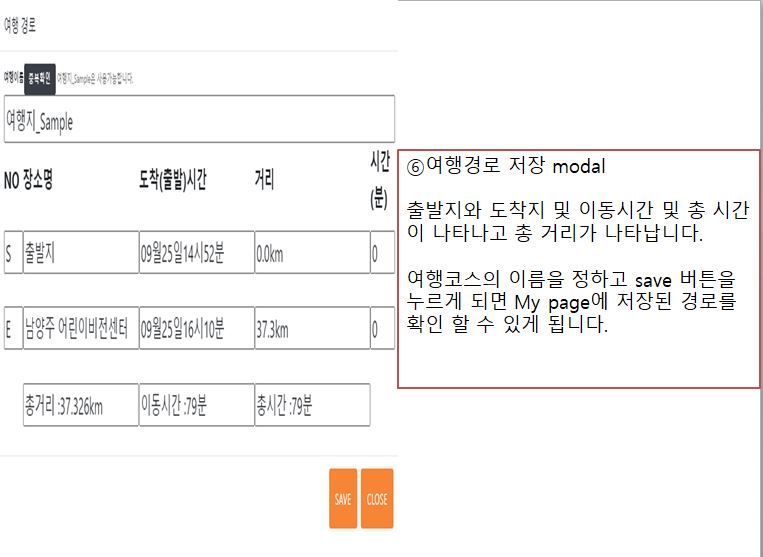 여행 경로
여행이름 중복확인 여행지_Sample은 사용가능합니다.
여행지_Sample
NO 장소명 도착(출발)시간 거리 시간(분)
S 출발지 09월25일14시52분 0.0km 0
E 남양주 어린이비전센터 09월25일16시10분 37.3km 0
총거리 :37.326km 이동시간 :79분 총시간 :79분
SAVE CLOSE
⑥여행경로 저장 modal
출발지와 도착지 및 이동시간 및 총 시간
이 나타나고 총 거리가 나타납니다.
여행코스의 이름을 정하고 save 버튼을
누르게 되면 My page에 저장된 경로를
확인 할 수 있게 됩니다.